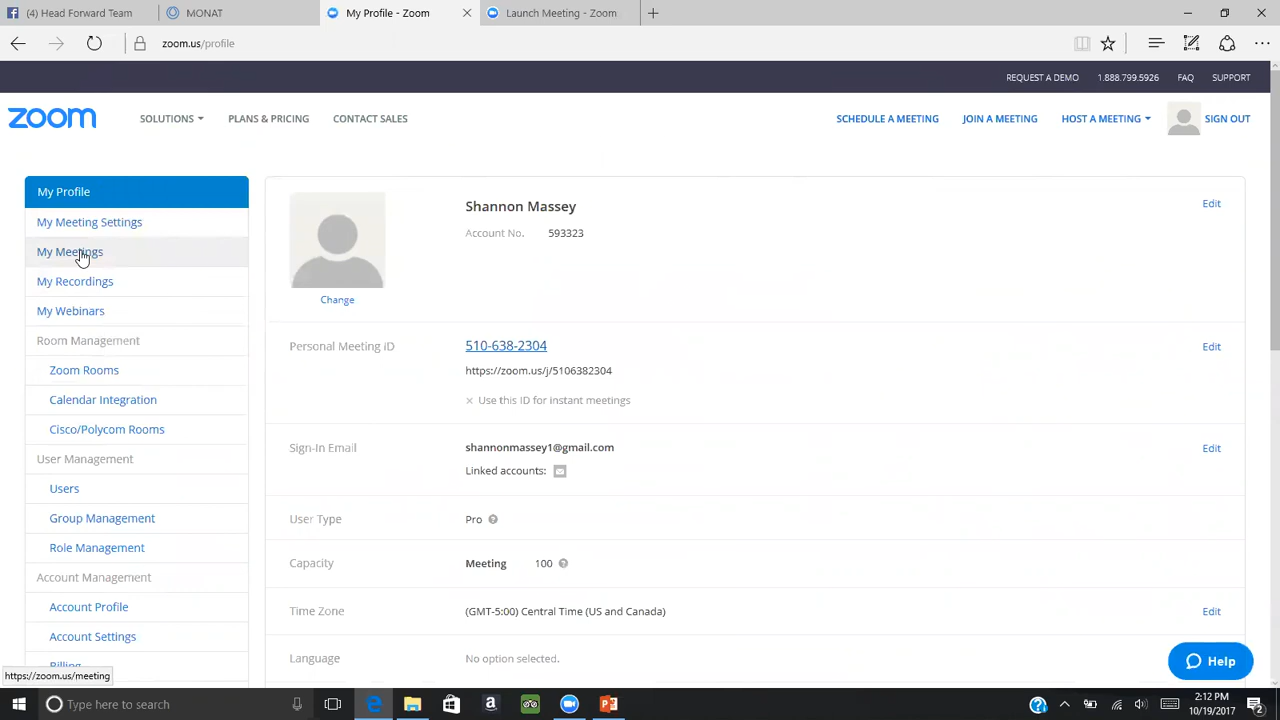 (4) Head Forward Team
MONAT
My Profile - Zoom
Launch Meeting - Zoom
zoom.us/profile
REQUEST A DEMO 1.888.799.5926 FAQ SUPPORT
zoom SOLUTIONS PLANS & PRICING CONTACT SALES SCHEDULE A MEETING JOIN A MEETING HOST A MEETING SIGN OUT
My Profile
My Meeting Settings
My Meetings
My Recordings
My Webinars
Room Management
Zoom Rooms
Calendar Integration
Cisco/Polycom Rooms
User Management
Users
Group Management
Role Management
Account Management
Account Profile
Account Settings
Billing
Change
Shannon Massey Edit
Account No. 593323
Personal Meeting ID 510-638-2304 Edit
https://zoom.us/j/5106382304
× Use this ID for instant meetings
Sign-In Email shannonmassey1@gmail.com Edit
Linked accounts:
User Type Pro
Capacity Meeting 100
Time Zone (GMT-5:00) Central Time (US and Canada) Edit
Language No option selected.
Help
https://zoom.us/meeting
Type here to search
2:12 PM
10/19/2017